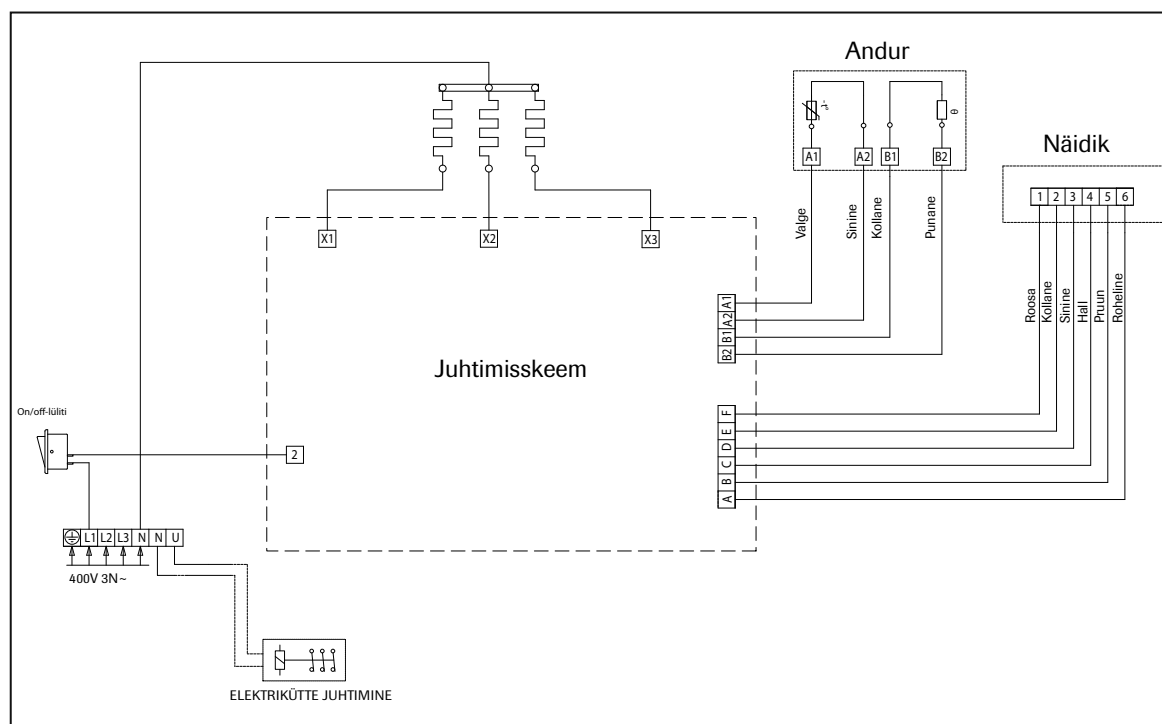 Andur
A1 A2 B1 B2
θ
Näidik
1 2 3 4 5 6
Valge
Sinine
Kollane
Punane
Roosa
Kollane
Sinine
Hall
Pruun
Roheline
X1 X2 X3
A1
A2
B1
B2
Juhtimisskeem
F
E
D
C
B
A
On/off-lüliti
2
L1 L2 L3 N N U
400V 3N~
ELEKTRIKÜTTE JUHTIMINE